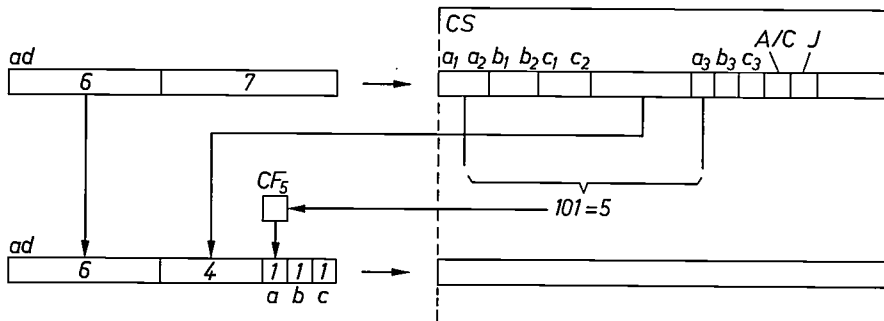 CS
A/C J
ad a₁ a₂ b₁ b₂ c₁ c₂ a₃ b₃ c₃
6 7
CF₅
101=5
ad
6 4 1 1 1
a b c